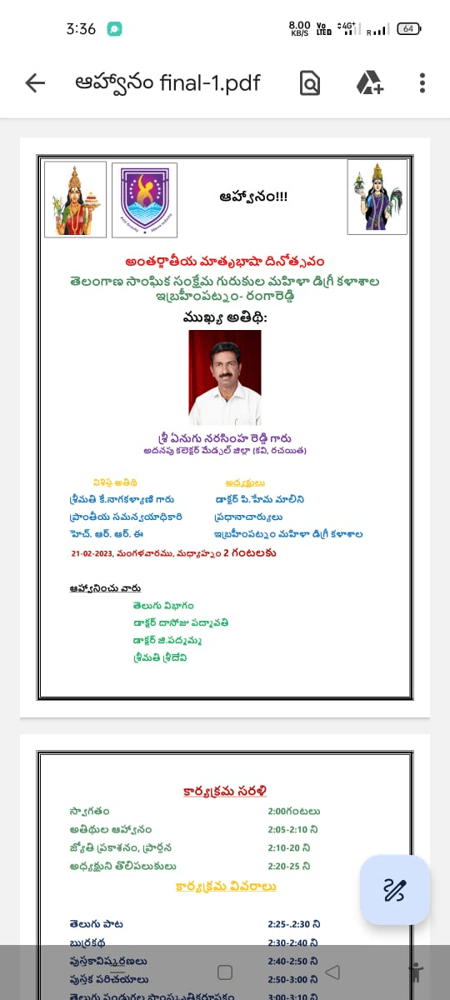 3:36
8.00 KB/S Vo LTE 4G+ R 64
ఆహ్వానం final-1.pdf
ఆహ్వానం!!!
అంతర్జాతీయ మాతృభాషా దినోత్సవం
తెలంగాణ సాంఘిక సంక్షేమ గురుకుల మహిళా డిగ్రీ కళాశాల
ఇబ్రహీంపట్నం- రంగారెడ్డి
ముఖ్య అతిథి:
శ్రీ ఏనుగు నరసింహ రెడ్డి గారు
అదనపు కలెక్టర్ మేడ్చల్ జిల్లా (కవి, రచయిత)
విశిష్ట అతిథి అధ్యక్షులు
శ్రీమతి కే.నాగకళ్యాణి గారు డాక్టర్ పి.హేమ మాలిని
ప్రాంతీయ సమన్వయాధికారి ప్రధానాచార్యులు
హెచ్. ఆర్. ఆర్. ఈ ఇబ్రహీంపట్నం మహిళా డిగ్రీ కళాశాల
21-02-2023, మంగళవారము, మధ్యాహ్నం 2 గంటలకు
ఆహ్వానించు వారు
తెలుగు విభాగం
డాక్టర్ దాసోజు పద్మావతి
డాక్టర్ జి.పద్మమ్మ
శ్రీమతి శ్రీదేవి
కార్యక్రమ సరళి
స్వాగతం 2:00గంటలు
అతిథుల ఆహ్వానం 2:05-2:10 ని
జ్యోతి ప్రకాశనం, ప్రార్థన 2:10-20 ని
అధ్యక్షుని తొలిపలుకులు 2:20-25 ని
కార్యక్రమ వివరాలు
తెలుగు పాట 2:25-.2:30 ని
బుర్రకథ 2:30-2:40 ని
పుస్తకావిష్కరణలు 2:40-2:50 ని
పుస్తక పరిచయాలు 2:50-3:00 ని
తెలుగు పండుగల సాంస్కృతికరూపకం 3:00-3:10 ని